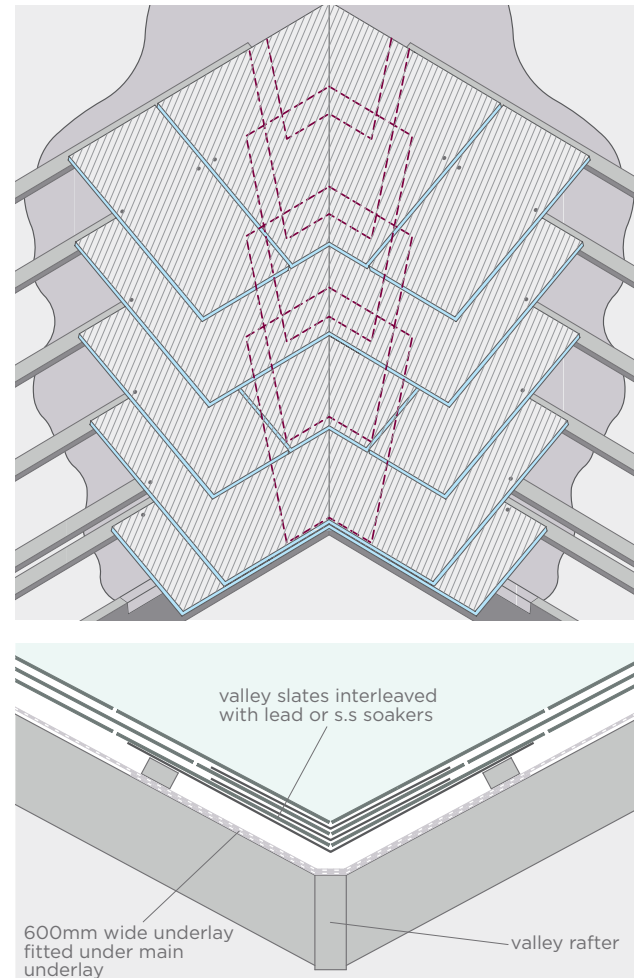 valley slates interleaved
with lead or s.s soakers
600mm wide underlay
fitted under main
underlay
valley rafter